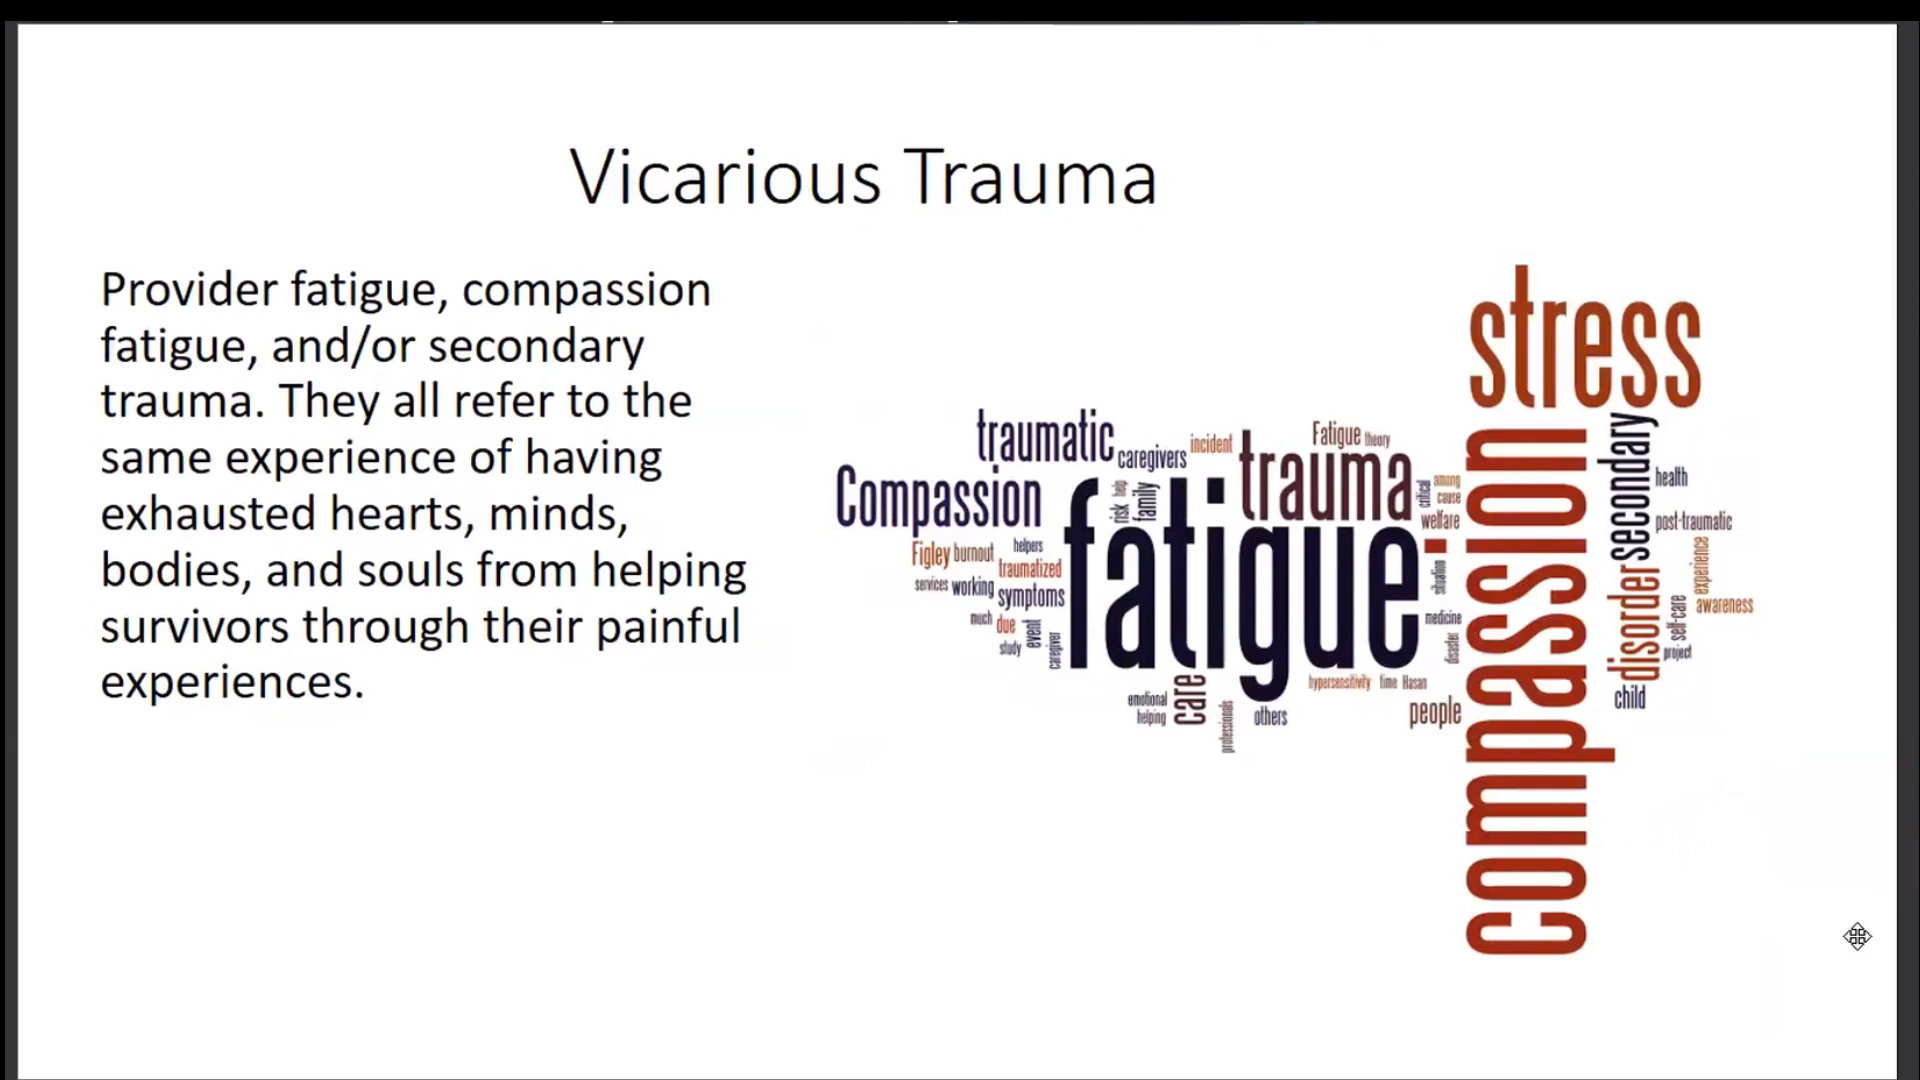 Vicarious Trauma
Provider fatigue, compassion
fatigue, and/or secondary
trauma. They all refer to the
same experience of having
exhausted hearts, minds,
bodies, and souls from helping
survivors through their painful
experiences.
stress
compassion
secondary
disorder
health
post-traumatic
experience
awareness
self-care
project
child
traumatic
caregivers
incident
Fatigue
theory
trauma
Compassion
risk
help
family
fatigue
critical
among
cause
welfare
Figley
burnout
helpers
traumatized
services
working
symptoms
situation
much
due
event
study
caregiver
medicine
disaster
hypersensitivity
time
Hasan
emotional
helping
care
professionals
others
people